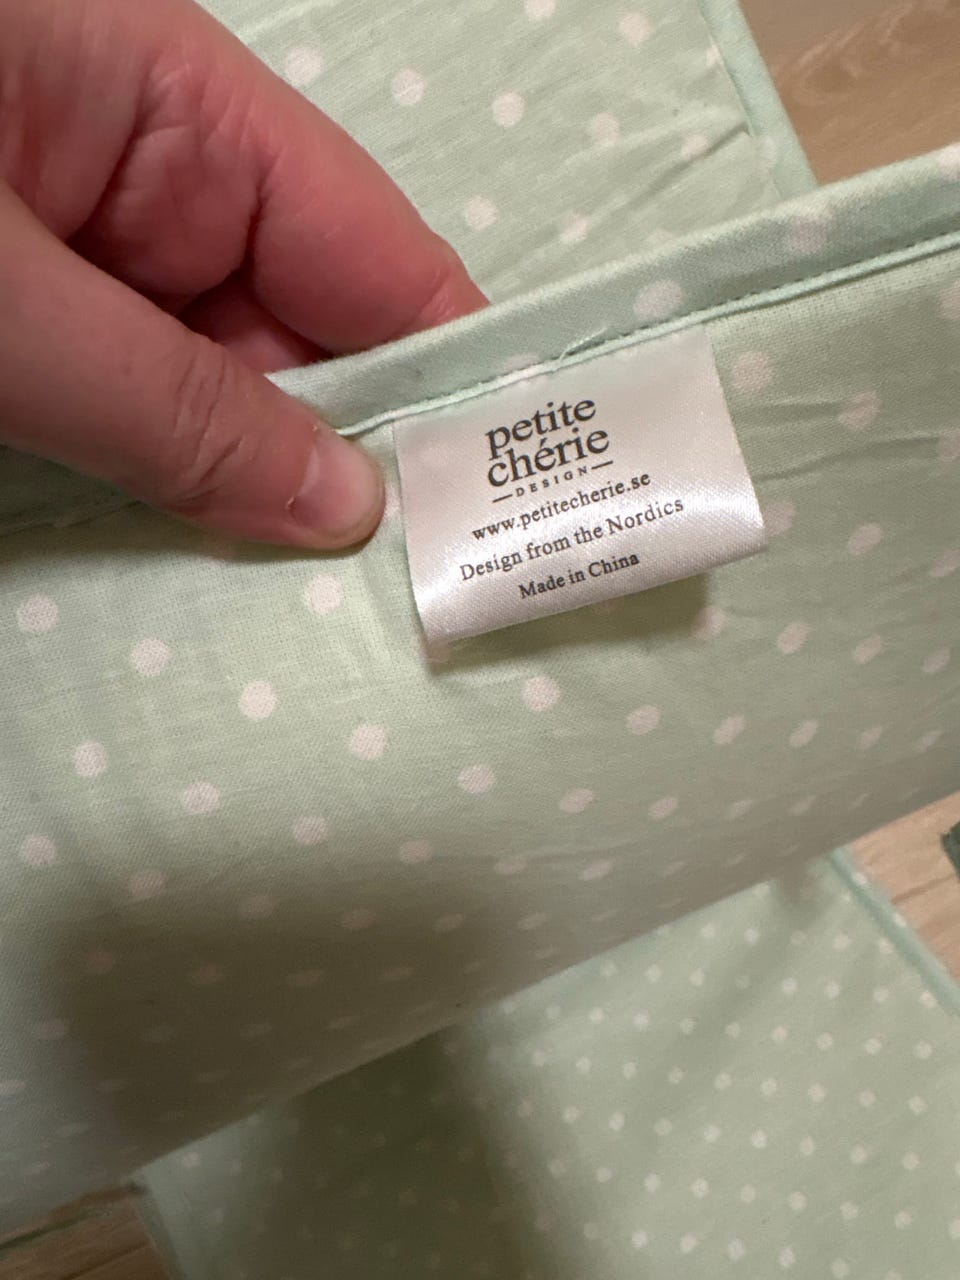 petite
chérie
—DESIGN—
www.petitecherie.se
Design from the Nordics
Made in China